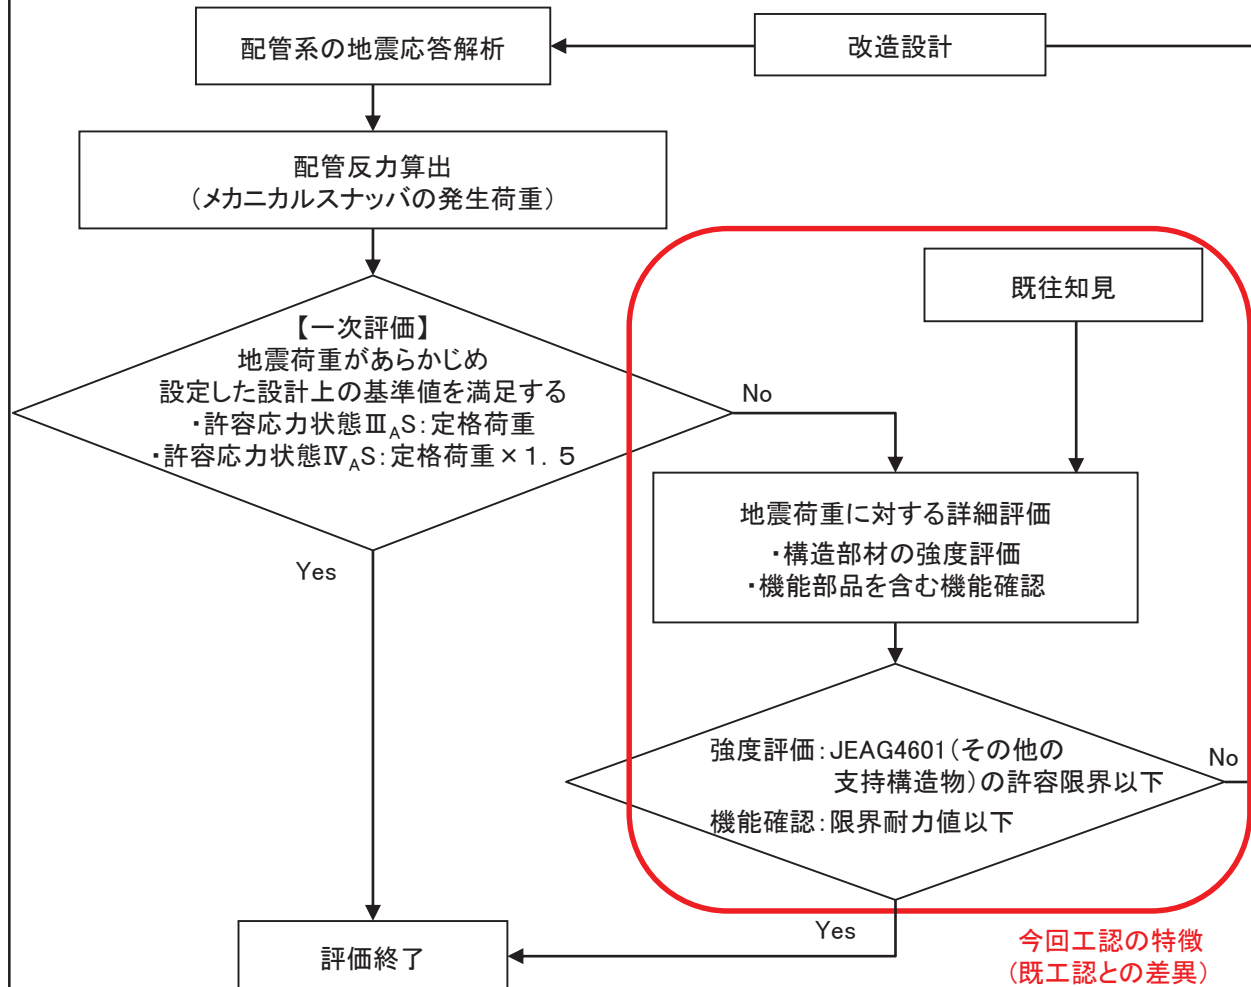 配管系の地震応答解析
改造設計
配管反力算出
（メカニカルスナッバの発生荷重）
既往知見
【一次評価】
地震荷重があらかじめ
設定した設計上の基準値を満足する
・許容応力状態ⅢAS：定格荷重
・許容応力状態ⅣAS：定格荷重×１．５
No
Yes
地震荷重に対する詳細評価
・構造部材の強度評価
・機能部品を含む機能確認
強度評価：JEAG4601（その他の
支持構造物）の許容限界以下
機能確認：限界耐力値以下
No
Yes
評価終了
今回工認の特徴
（既工認との差異）